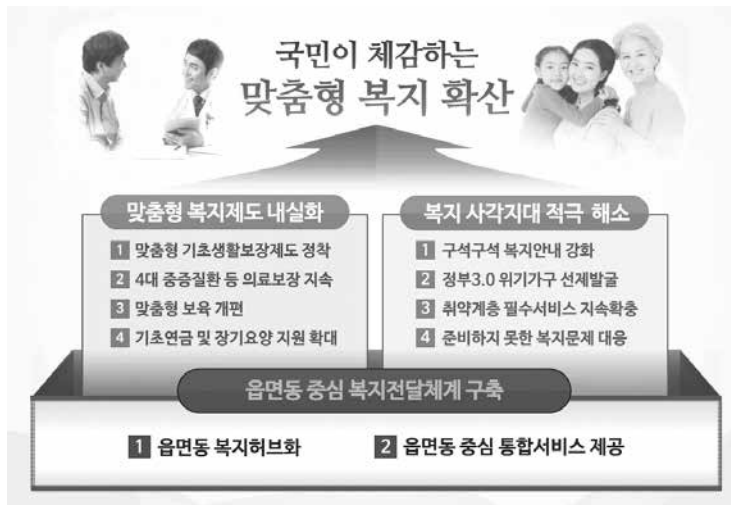 국민이 체감하는
맞춤형 복지 확산
맞춤형 복지제도 내실화
1 맞춤형 기초생활보장제도 정착
2 4대 중증질환 등 의료보장 지속
3 맞춤형 보육 개편
4 기초연금 및 장기요양 지원 확대
복지 사각지대 적극 해소
1 구석구석 복지안내 강화
2 정부3.0 위기가구 선제발굴
3 취약계층 필수서비스 지속확충
4 준비하지 못한 복지문제 대응
읍면동 중심 복지전달체계 구축
1 읍면동 복지허브화
2 읍면동 중심 통합서비스 제공